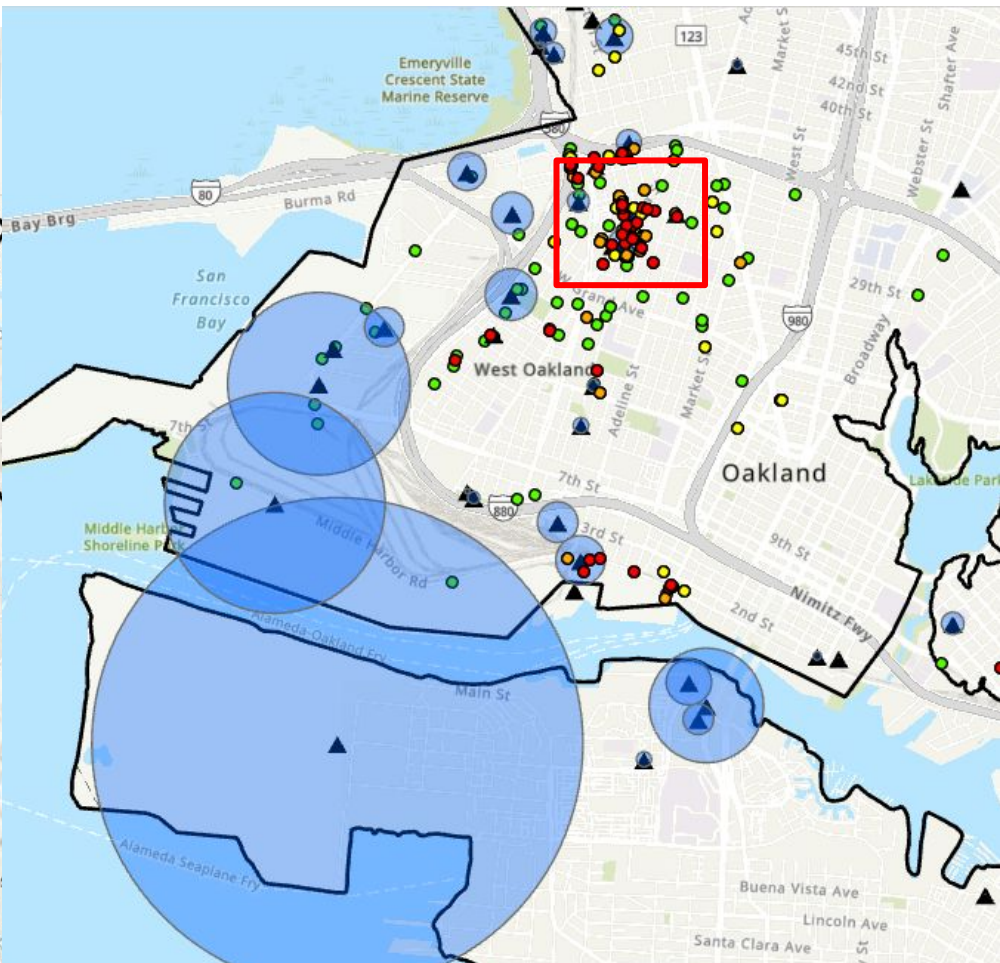 123
Market S
45th St
42nd St
40th St
Shafter Ave
Emeryville
Crescent State
Marine Reserve
580
West St
Webster St
80
Burma Rd
Bay Brg
San
Francisco
Bay
W Grand Ave
29th St
980
Broadway
West Oakland
Adeline St
Market S
7th St
Oakland
Lakeside Park
7th St
880
3rd St
9th St
Middle Harbor
Shoreline Park
Middle Harbor Rd
Nimitz Fwy
2nd St
Alameda-Oakland Fry
Main St
Alameda Seaplane Fry
Buena Vista Ave
Lincoln Ave
Santa Clara Ave
St